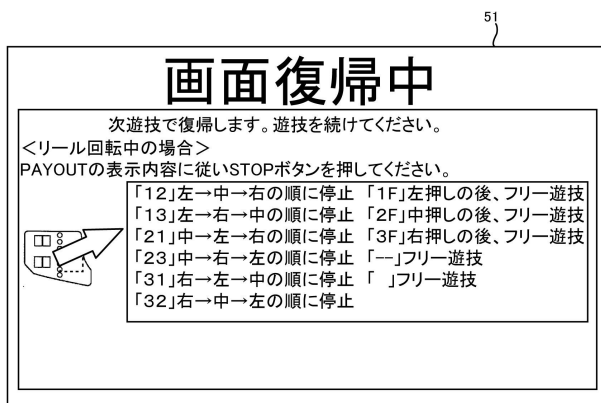 51
画面復帰中
次遊技で復帰します。遊技を続けてください。
＜リール回転中の場合＞
PAYOUTの表示内容に従いSTOPボタンを押してください。
「12」左→中→右の順に停止 「1F」左押しの後、フリー遊技
「13」左→右→中の順に停止 「2F」中押しの後、フリー遊技
「21」中→左→右の順に停止 「3F」右押しの後、フリー遊技
「23」中→右→左の順に停止 「--」フリー遊技
「31」右→左→中の順に停止 「　」フリー遊技
「32」右→中→左の順に停止